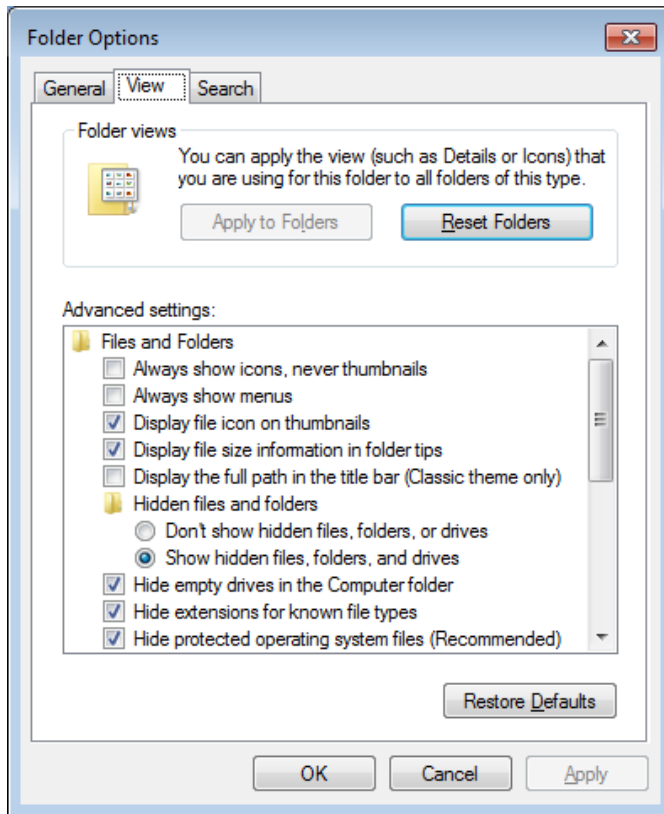 Folder Options
General
View
Search
Folder views
You can apply the view (such as Details or Icons) that
you are using for this folder to all folders of this type.
Apply to Folders
Reset Folders
Advanced settings:
Files and Folders
Always show icons, never thumbnails
Always show menus
Display file icon on thumbnails
Display file size information in folder tips
Display the full path in the title bar (Classic theme only)
Hidden files and folders
Don't show hidden files, folders, or drives
Show hidden files, folders, and drives
Hide empty drives in the Computer folder
Hide extensions for known file types
Hide protected operating system files (Recommended)
Restore Defaults
OK
Cancel
Apply